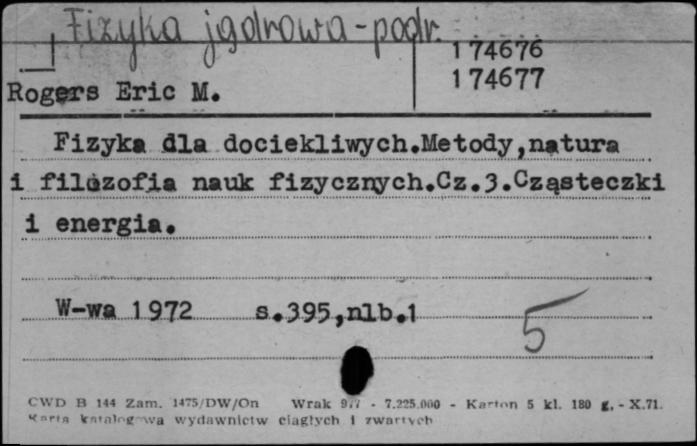 Fizyka jądrowa - podr.
174676
174677
Rogers Eric M.
Fizyka dla dociekliwych.Metody,natura
i filozofia nauk fizycznych.Cz.3.Cząsteczki
i energia.
W-wa 1972 s.395,nlb.1
5
CWD B 144 Zam. 1475/DW/On Wrak 977 - 7.225.000 - Karton 5 kl. 180 g. - X.71.
Karta katalogowa wydawnictw ciągłych i zwartych